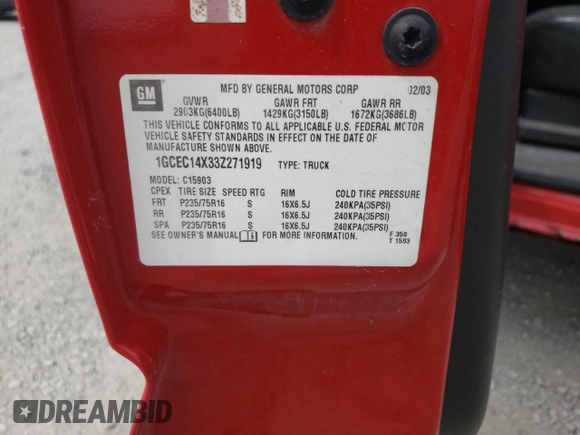 GM
MFD BY GENERAL MOTORS CORP 02/03
GVWR GAWR FRT GAWR RR
2903KG(6400LB) 1429KG(3150LB) 1672KG(3686LB)
THIS VEHICLE CONFORMS TO ALL APPLICABLE U.S. FEDERAL MOTOR
VEHICLE SAFETY STANDARDS IN EFFECT ON THE DATE OF
MANUFACTURE SHOWN ABOVE.
1GCEC14X33Z271919 TYPE: TRUCK
MODEL: C15903
CPEX TIRE SIZE SPEED RTG RIM COLD TIRE PRESSURE
FRT P235/75R16 S 16X6.5J 240KPA(35PSI)
RR P235/75R16 S 16X6.5J 240KPA(35PSI)
SPA P235/75R16 S 16X6.5J 240KPA(35PSI)
SEE OWNER'S MANUAL FOR MORE INFORMATION. F 350
T 1593
DREAMBID